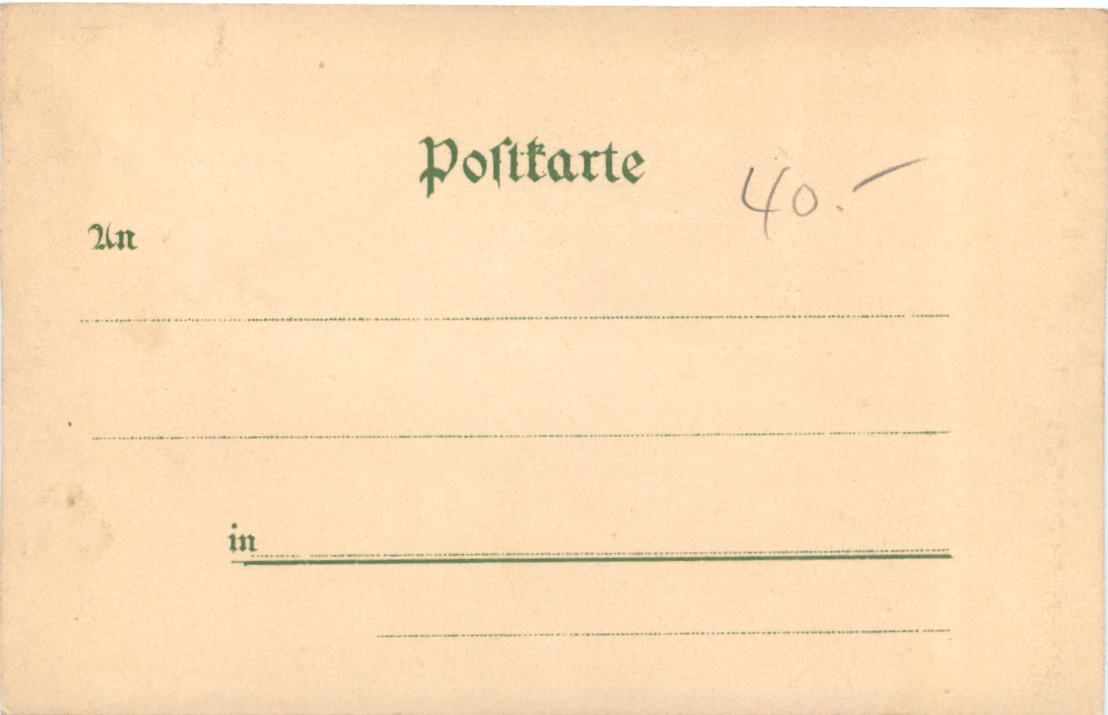 Postkarte
40.-
An
in